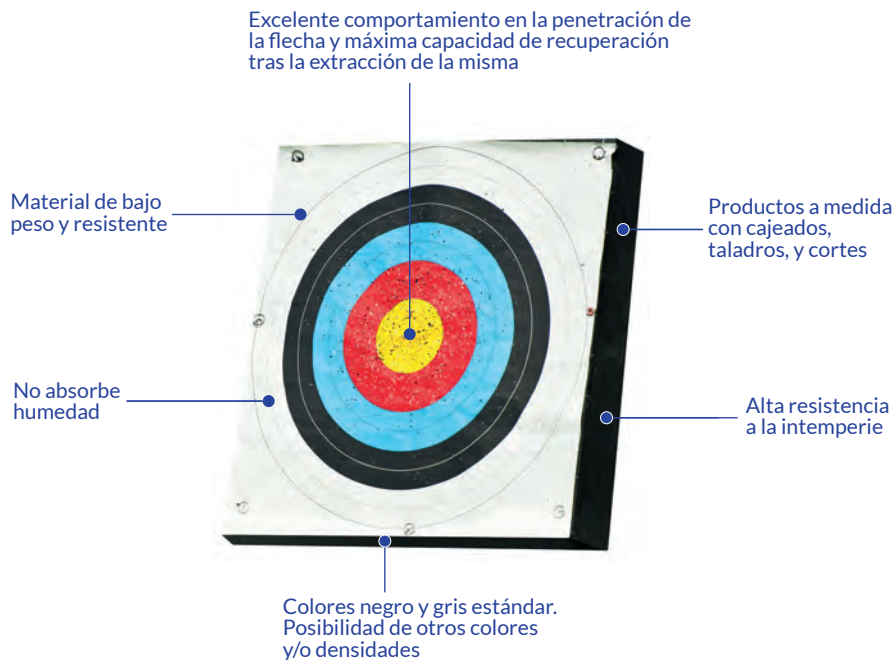 Excelente comportamiento en la penetración de
la flecha y máxima capacidad de recuperación
tras la extracción de la misma
Material de bajo
peso y resistente
Productos a medida
con cajeados,
taladros, y cortes
No absorbe
humedad
Alta resistencia
a la intemperie
Colores negro y gris estándar.
Posibilidad de otros colores
y/o densidades